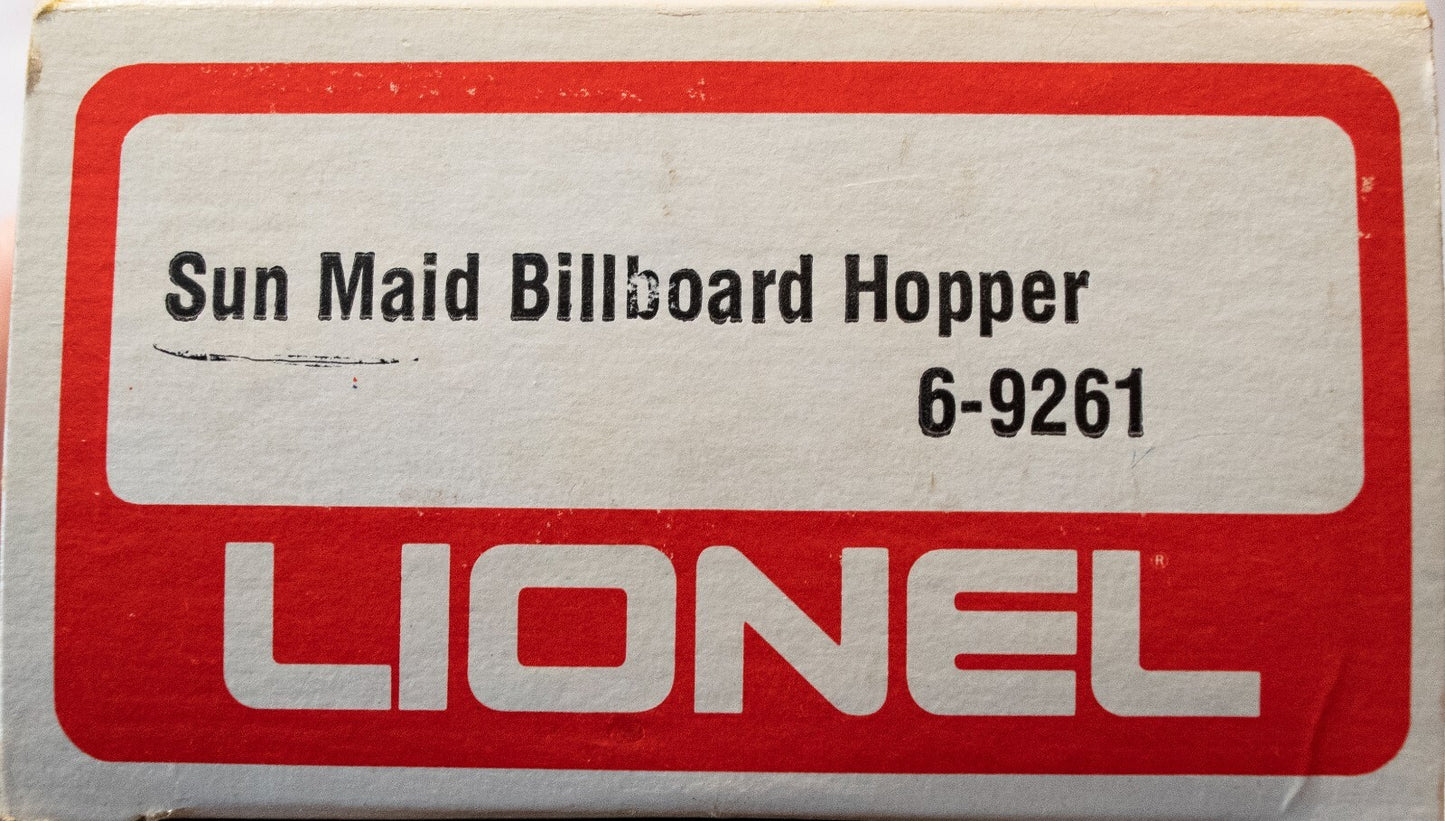 Sun Maid Billboard Hopper
6-9261
LIONEL®